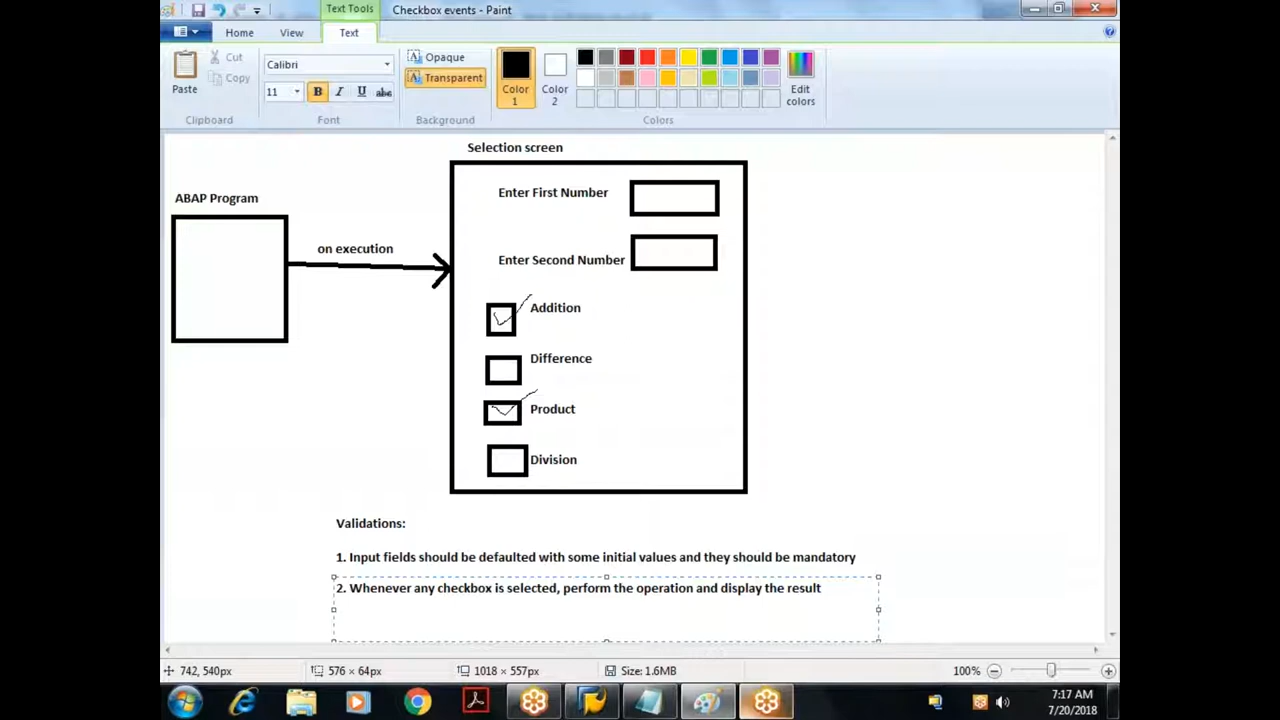 Text Tools
Checkbox events - Paint
Home
View
Text
Paste
Cut
Copy
Clipboard
Calibri
11
B
I
U
abc
Font
Opaque
Transparent
Background
Color 1
Color 2
Edit colors
Colors
Selection screen
Enter First Number
ABAP Program
on execution
Enter Second Number
Addition
Difference
Product
Division
Validations:
1. Input fields should be defaulted with some initial values and they should be mandatory
2. Whenever any checkbox is selected, perform the operation and display the result
742, 540px
576 × 64px
1018 × 557px
Size: 1.6MB
100%
7:17 AM
7/20/2018